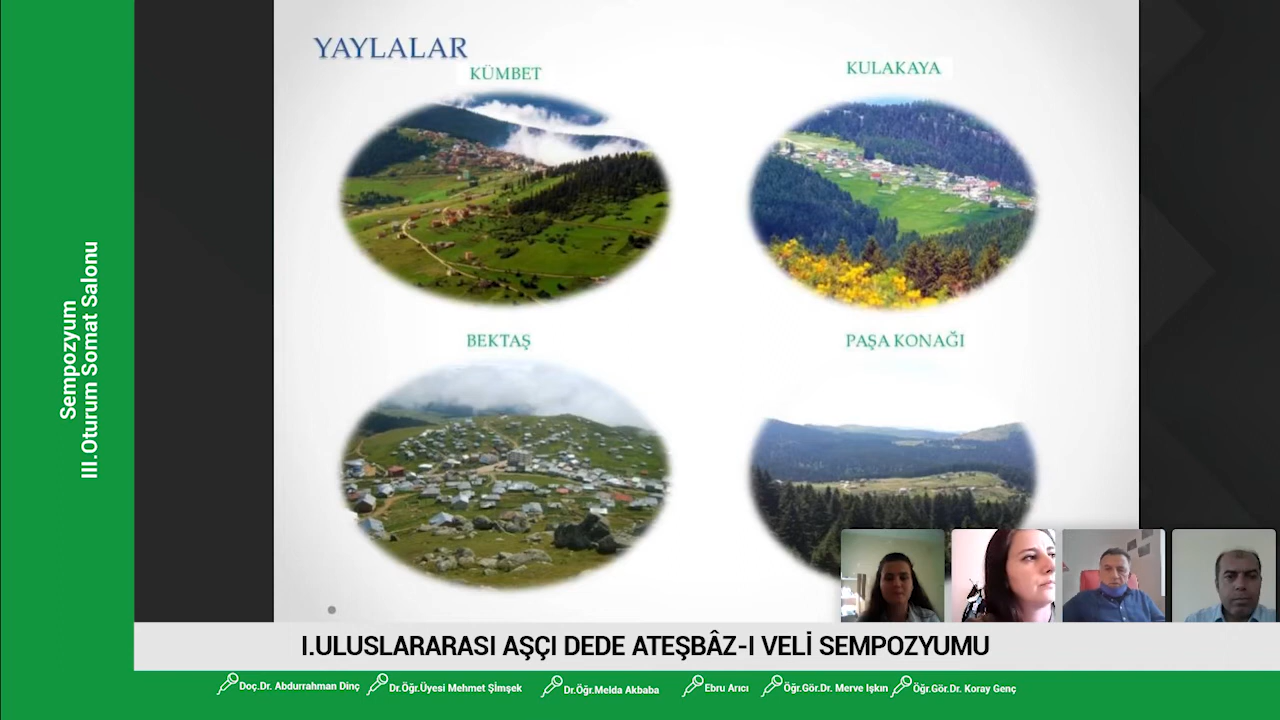 YAYLALAR
KÜMBET
KULAKAYA
BEKTAŞ
PAŞA KONAĞI
Sempozyum
III.Oturum Somat Salonu
I.ULUSLARARASI AŞÇI DEDE ATEŞBÂZ-I VELİ SEMPOZYUMU
Doç.Dr. Abdurrahman Dinç Dr.Öğr.Üyesi Mehmet Şİmşek Dr.Öğr.Melda Akbaba Ebru Arıcı Öğr.Gör.Dr. Merve Işkın Öğr.Gör.Dr. Koray Genç